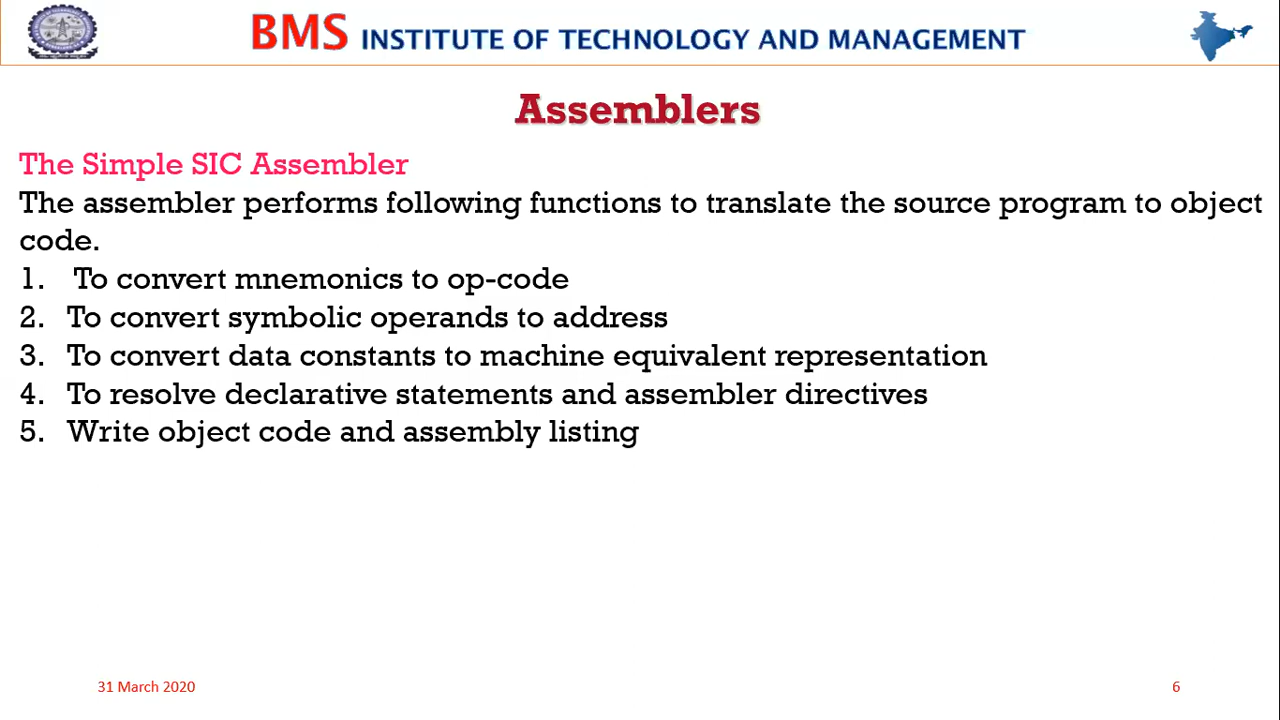 BMS INSTITUTE OF TECHNOLOGY AND MANAGEMENT
Assemblers
The Simple SIC Assembler
The assembler performs following functions to translate the source program to object
code.
1. To convert mnemonics to op-code
2. To convert symbolic operands to address
3. To convert data constants to machine equivalent representation
4. To resolve declarative statements and assembler directives
5. Write object code and assembly listing
31 March 2020
6